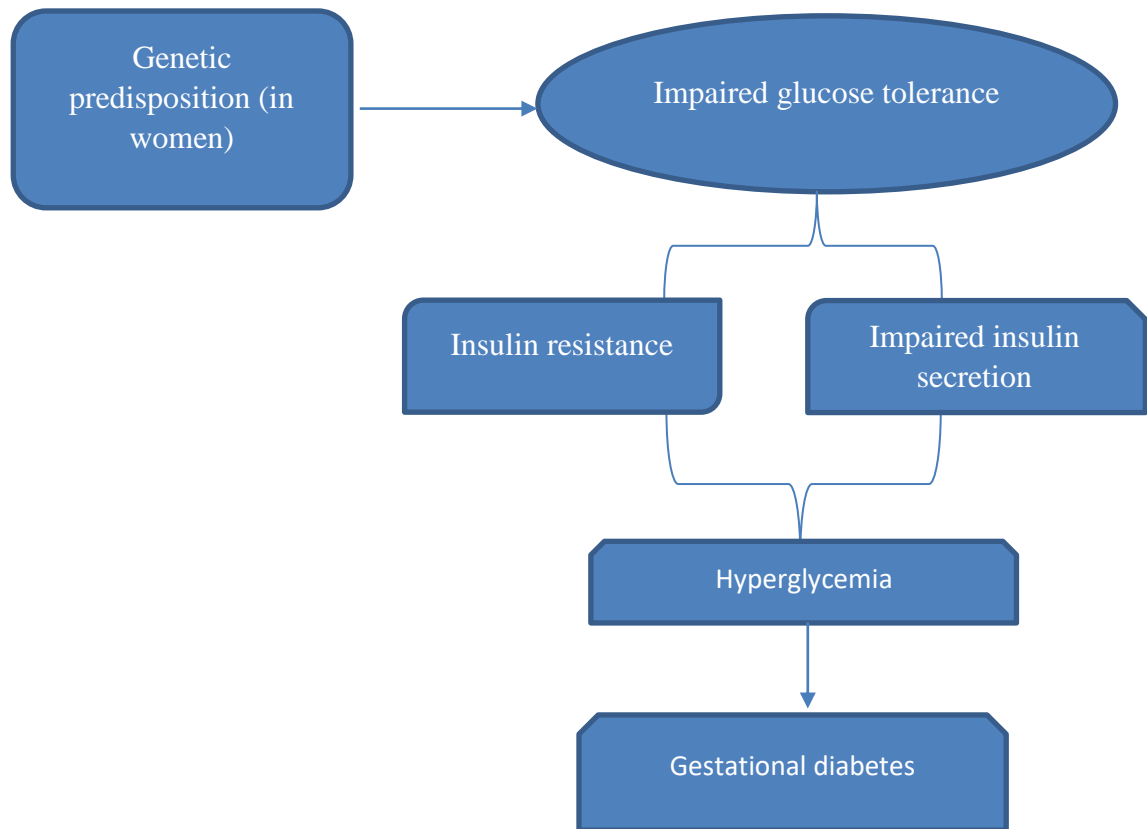 Genetic
predisposition (in
women)
Impaired glucose tolerance
Insulin resistance
Impaired insulin
secretion
Hyperglycemia
Gestational diabetes